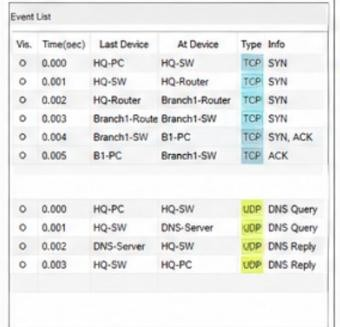 Event List
Vis. Time(sec) Last Device At Device Type Info
0.000 HQ-PC HQ-SW TCP SYN
0.001 HQ-SW HQ-Router TCP SYN
0.002 HQ-Router Branch1-Router TCP SYN
0.003 Branch1-Route Branch1-SW TCP SYN
0.004 Branch1-SW B1-PC TCP SYN, ACK
0.005 B1-PC Branch1-SW TCP ACK
0.000 HQ-PC HQ-SW UDP DNS Query
0.001 HQ-SW DNS-Server UDP DNS Query
0.002 DNS-Server HQ-SW UDP DNS Reply
0.003 HQ-SW HQ-PC UDP DNS Reply